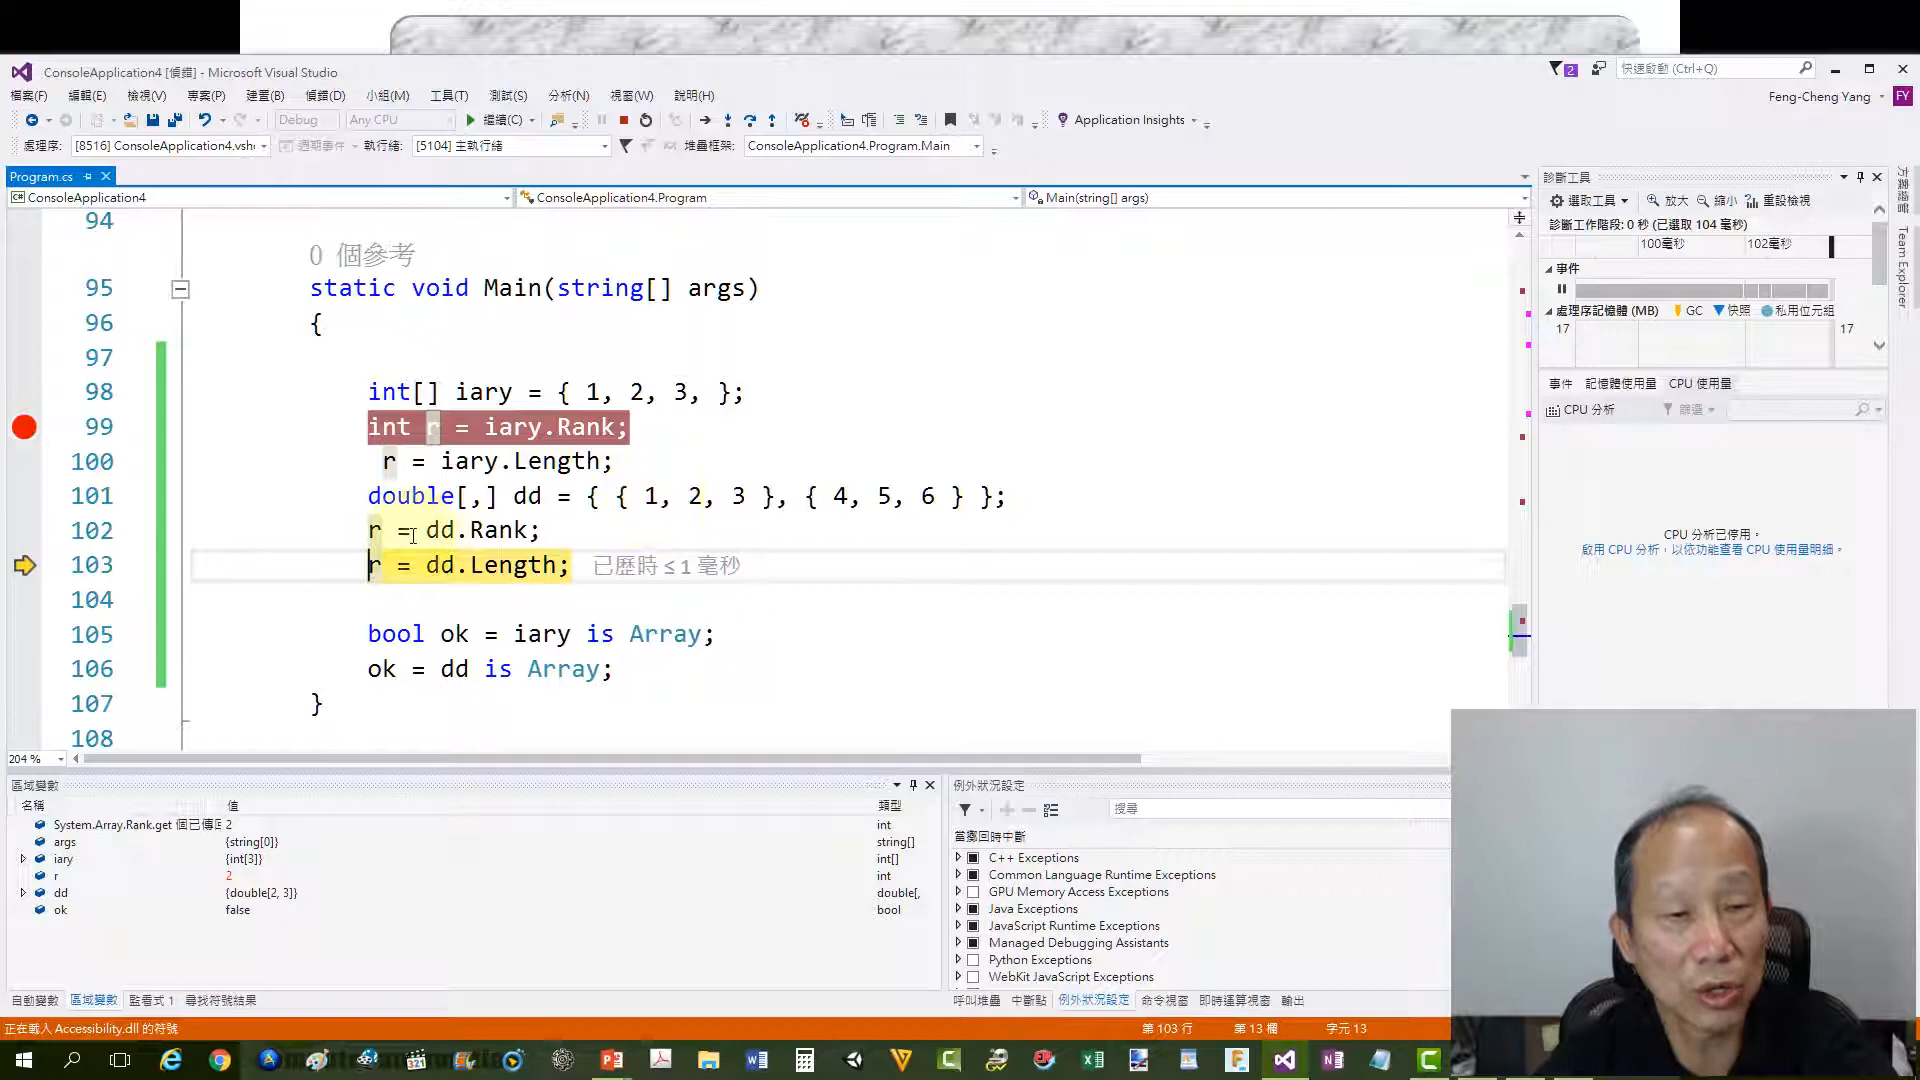 ConsoleApplication4 [偵錯] - Microsoft Visual Studio
2
快速啟動 (Ctrl+Q)
檔案(F) 編輯(E) 檢視(V) 專案(P) 建置(B) 偵錯(D) 小組(M) 工具(T) 測試(S) 分析(N) 視窗(W) 說明(H)
Feng-Cheng Yang FY
Debug Any CPU 繼續(C) Application Insights
處理序: [8516] ConsoleApplication4.vsh 週期事件 執行緒: [5104] 主執行緒 堆疊框架: ConsoleApplication4.Program.Main
Program.cs
ConsoleApplication4 ConsoleApplication4.Program Main(string[] args)
94
0 個參考
95 static void Main(string[] args)
96 {
97
98 int[] iary = { 1, 2, 3, };
99 int r = iary.Rank;
100 r = iary.Length;
101 double[,] dd = { { 1, 2, 3 }, { 4, 5, 6 } };
102 r = dd.Rank;
103 r = dd.Length; 已歷時 ≤ 1 毫秒
104
105 bool ok = iary is Array;
106 ok = dd is Array;
107 }
108
204 %
診斷工具
選取工具 放大 縮小 重設檢視
診斷工作階段: 0 秒 (已選取 104 毫秒)
100毫秒 102毫秒
事件
處理序記憶體 (MB) GC 快照 私用位元組
17 17
事件 記憶體使用量 CPU 使用量
CPU 分析 篩選
CPU 分析已停用。
啟用 CPU 分析，以依功能查看 CPU 使用量明細。
方案總管
Team Explorer
區域變數
名稱 值 類型
System.Array.Rank.get 個已傳回 2 int
args {string[0]} string[]
iary {int[3]} int[]
r 2 int
dd {double[2, 3]} double[,
ok false bool
自動變數 區域變數 監看式 1 尋找符號結果
例外狀況設定
搜尋
當擲回時中斷
C++ Exceptions
Common Language Runtime Exceptions
GPU Memory Access Exceptions
Java Exceptions
JavaScript Runtime Exceptions
Managed Debugging Assistants
Python Exceptions
WebKit JavaScript Exceptions
呼叫堆疊 中斷點 例外狀況設定 命令視窗 即時運算視窗 輸出
正在載入 Accessibility.dll 的符號 第 103 行 第 13 欄 字元 13